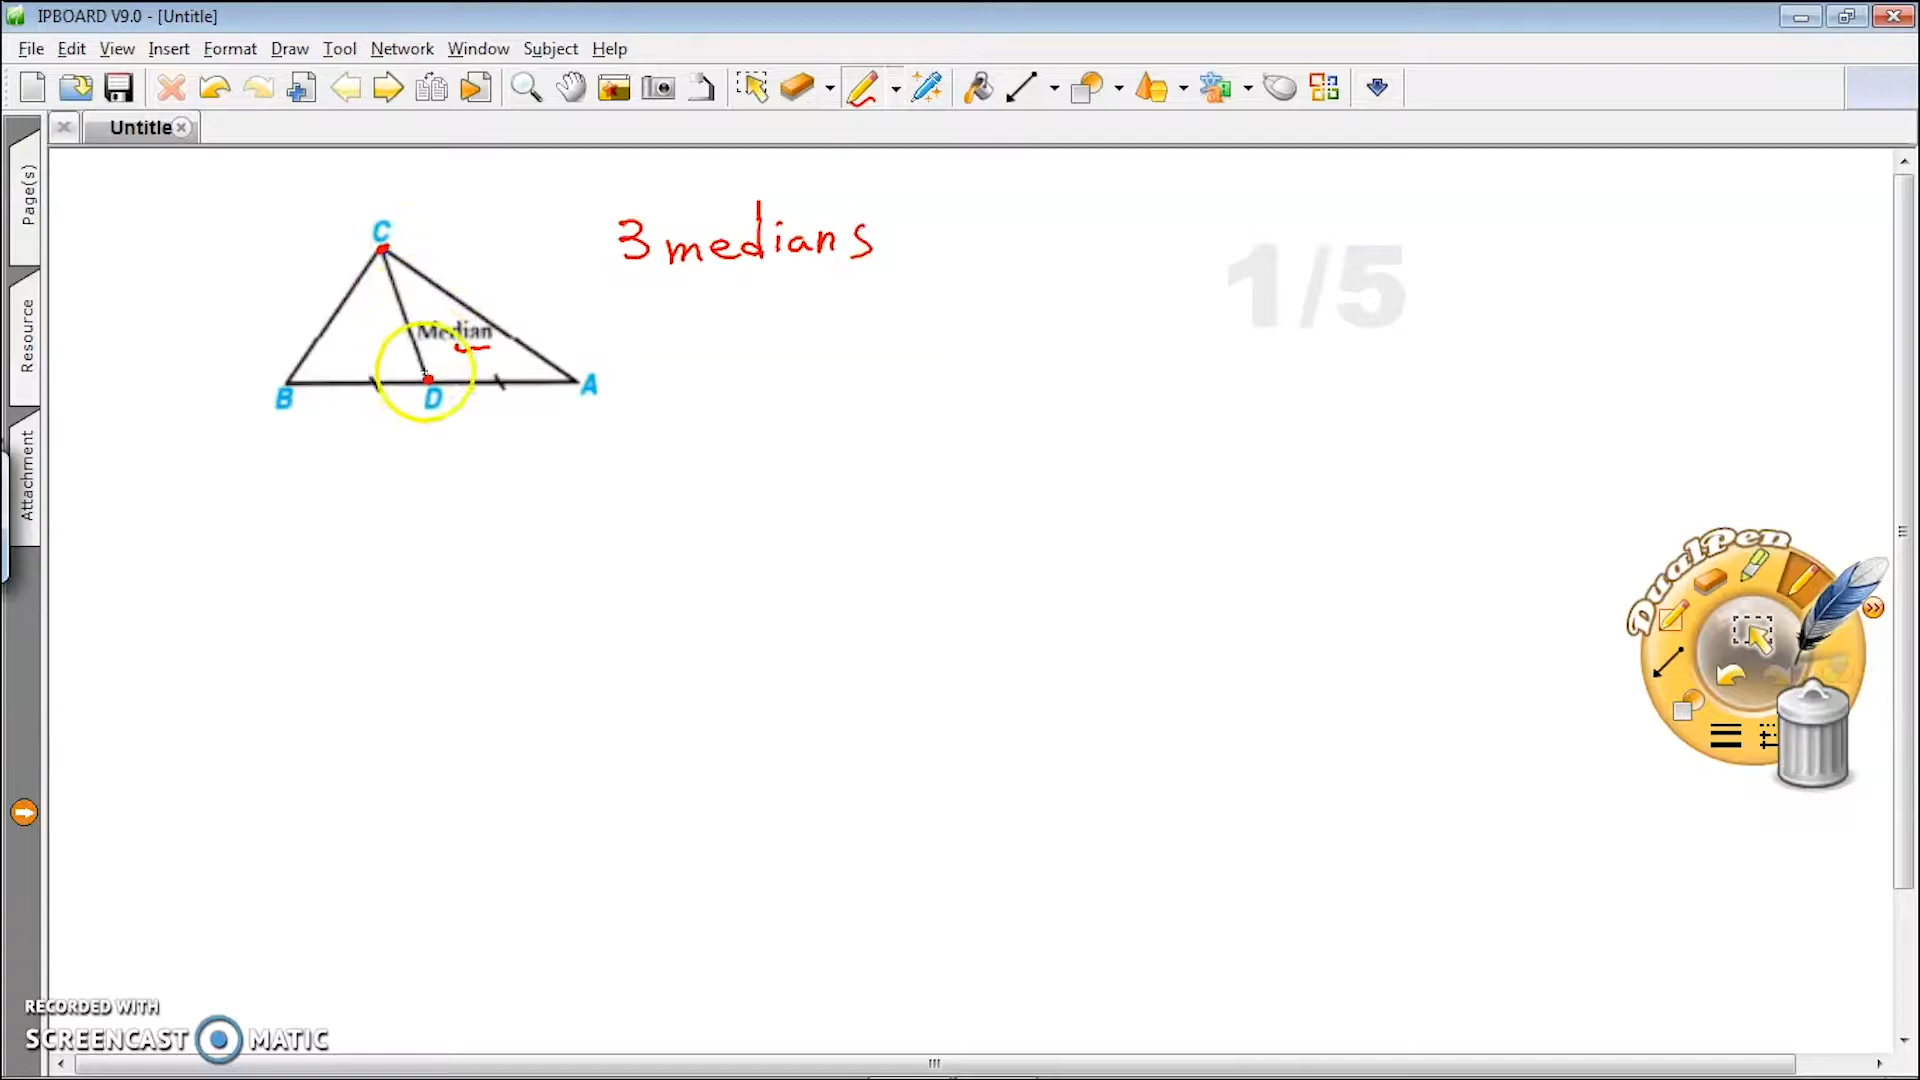 IPBOARD V9.0 - [Untitle]
File Edit View Insert Format Draw Tool Network Window Subject Help
Untitle
Page(s)
Resource
Attachment
C
3 medians
1/5
Median
B
D
A
DualPen
RECORDED WITH
SCREENCAST MATIC